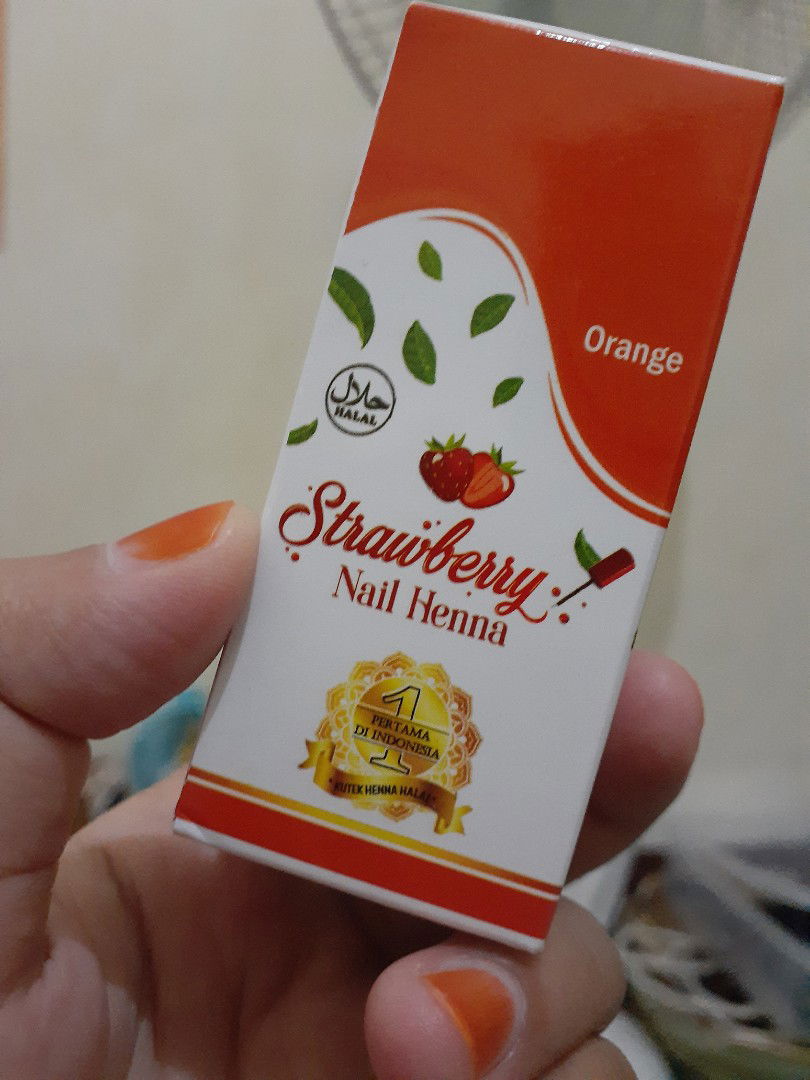 Orange
حلال
HALAL
Strawberry
Nail Henna
1
PERTAMA
DI INDONESIA
KUTEK HENNA HALAL